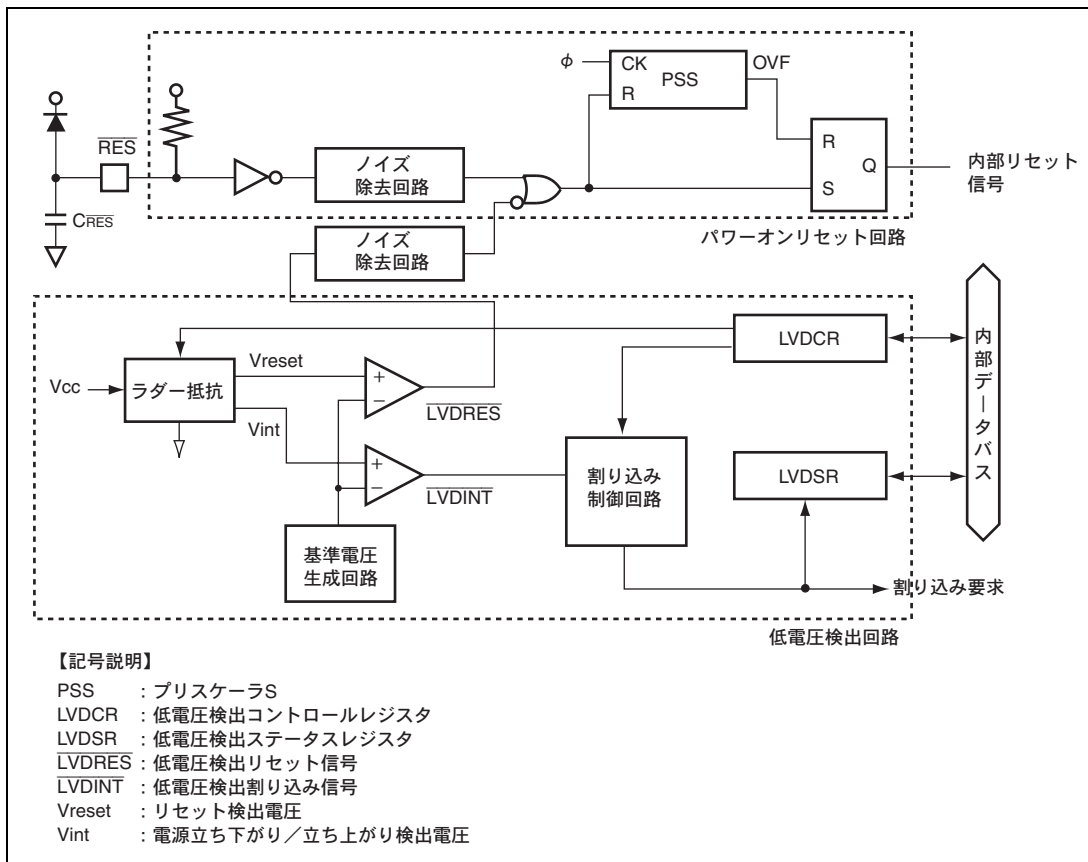 φ
CK
R
PSS
OVF
RES
CRES
ノイズ
除去回路
R
S
Q
内部リセット
信号
パワーオンリセット回路
ノイズ
除去回路
Vcc
ラダー抵抗
Vreset
Vint
LVDRES
LVDINT
基準電圧
生成回路
割り込み
制御回路
LVDCR
LVDSR
内部データバス
割り込み要求
低電圧検出回路
【記号説明】
PSS :プリスケーラS
LVDCR :低電圧検出コントロールレジスタ
LVDSR :低電圧検出ステータスレジスタ
LVDRES :低電圧検出リセット信号
LVDINT :低電圧検出割り込み信号
Vreset :リセット検出電圧
Vint :電源立ち下がり/立ち上がり検出電圧